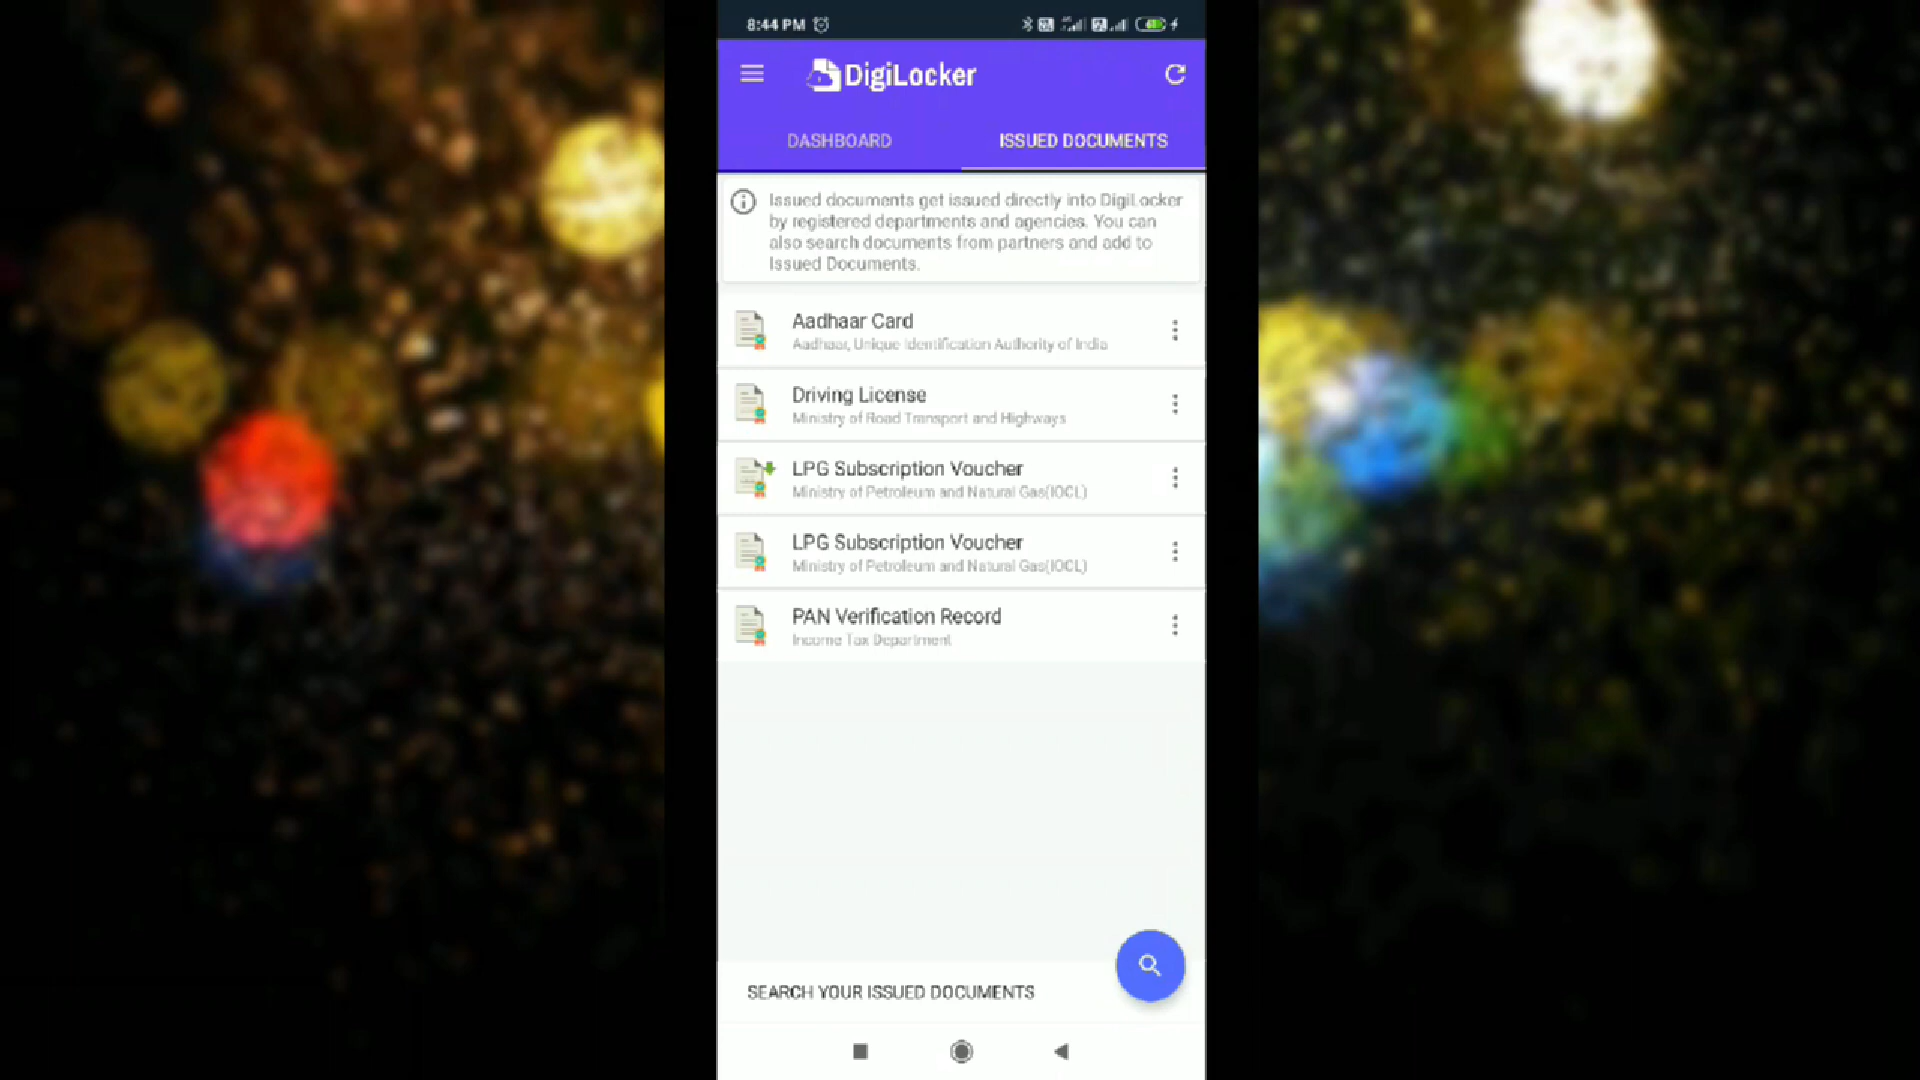 8:44 PM
DigiLocker
DASHBOARD
ISSUED DOCUMENTS
Issued documents get issued directly into DigiLocker
by registered departments and agencies. You can
also search documents from partners and add to
Issued Documents.
Aadhaar Card
Aadhaar, Unique Identification Authority of India
Driving License
Ministry of Road Transport and Highways
LPG Subscription Voucher
Ministry of Petroleum and Natural Gas(IOCL)
LPG Subscription Voucher
Ministry of Petroleum and Natural Gas(IOCL)
PAN Verification Record
Income Tax Department
SEARCH YOUR ISSUED DOCUMENTS